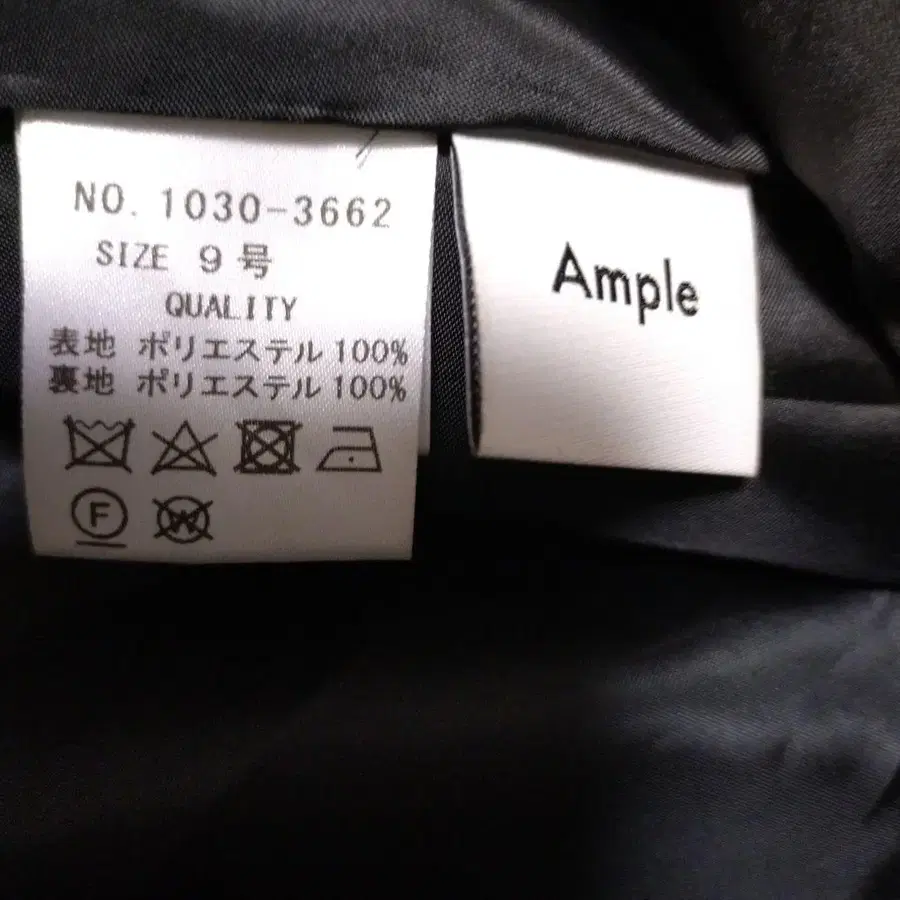 NO. 1030-3662
SIZE 9号
QUALITY
表地 ポリエステル 100%
裏地 ポリエステル 100%
F
W
Ample